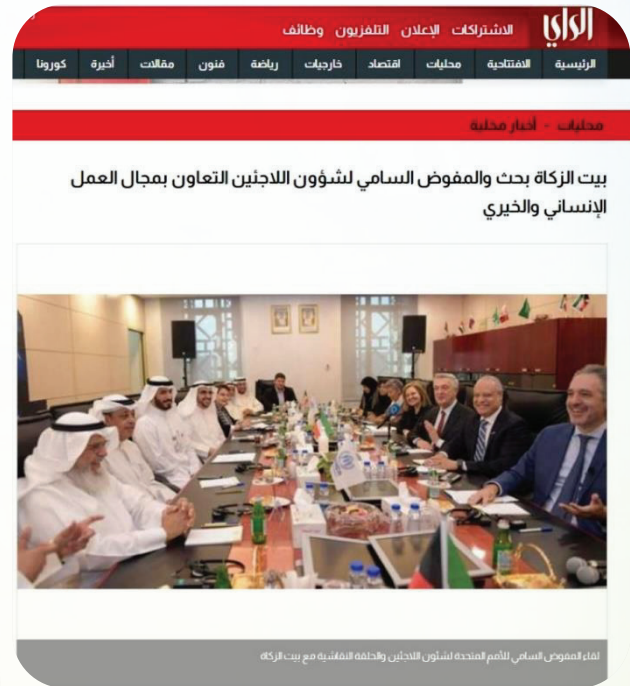 الراي
الاشتراكات الإعلان التلفزيون وظائف
الرئيسية الافتتاحية محليات اقتصاد خارجيات رياضة فنون مقالات أخيرة كورونا
محليات - أخبار محلية
بيت الزكاة بحث والمفوض السامي لشؤون اللاجئين التعاون بمجال العمل
الإنساني والخيري
لقاء المفوض السامي للأمم المتحدة لشئون اللاجئين والحلقة النقاشية مع بيت الزكاة